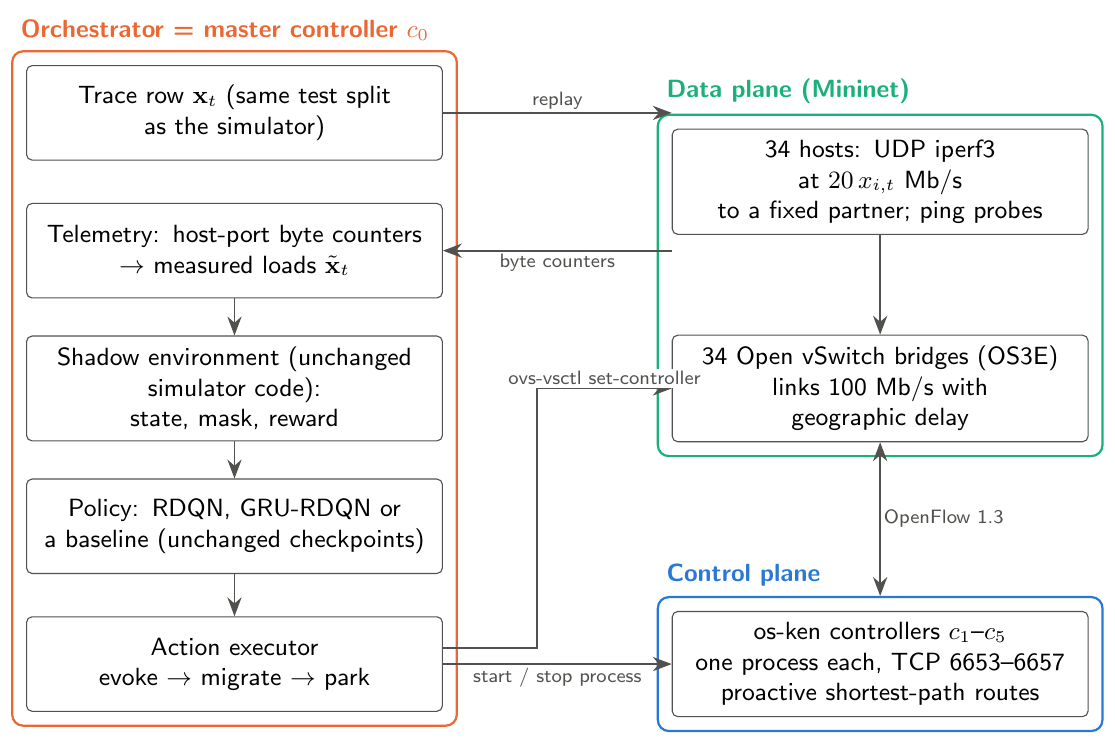 Orchestrator = master controller c₀
Trace row xₜ (same test split
as the simulator)
Telemetry: host-port byte counters
→ measured loads x̃ₜ
Shadow environment (unchanged
simulator code):
state, mask, reward
Policy: RDQN, GRU-RDQN or
a baseline (unchanged checkpoints)
Action executor
evoke → migrate → park
replay
byte counters
ovs-vsctl set-controller
start / stop process
Data plane (Mininet)
34 hosts: UDP iperf3
at 20 xᵢ,ₜ Mb/s
to a fixed partner; ping probes
34 Open vSwitch bridges (OS3E)
links 100 Mb/s with
geographic delay
OpenFlow 1.3
Control plane
os-ken controllers c₁–c₅
one process each, TCP 6653–6657
proactive shortest-path routes